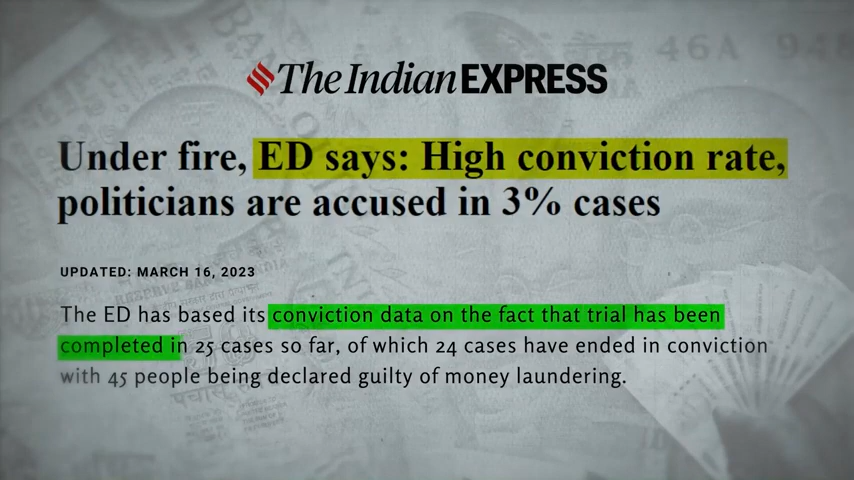 The Indian EXPRESS
Under fire, ED says: High conviction rate,
politicians are accused in 3% cases
UPDATED: MARCH 16, 2023
The ED has based its conviction data on the fact that trial has been
completed in 25 cases so far, of which 24 cases have ended in conviction
with 45 people being declared guilty of money laundering.
46A 948